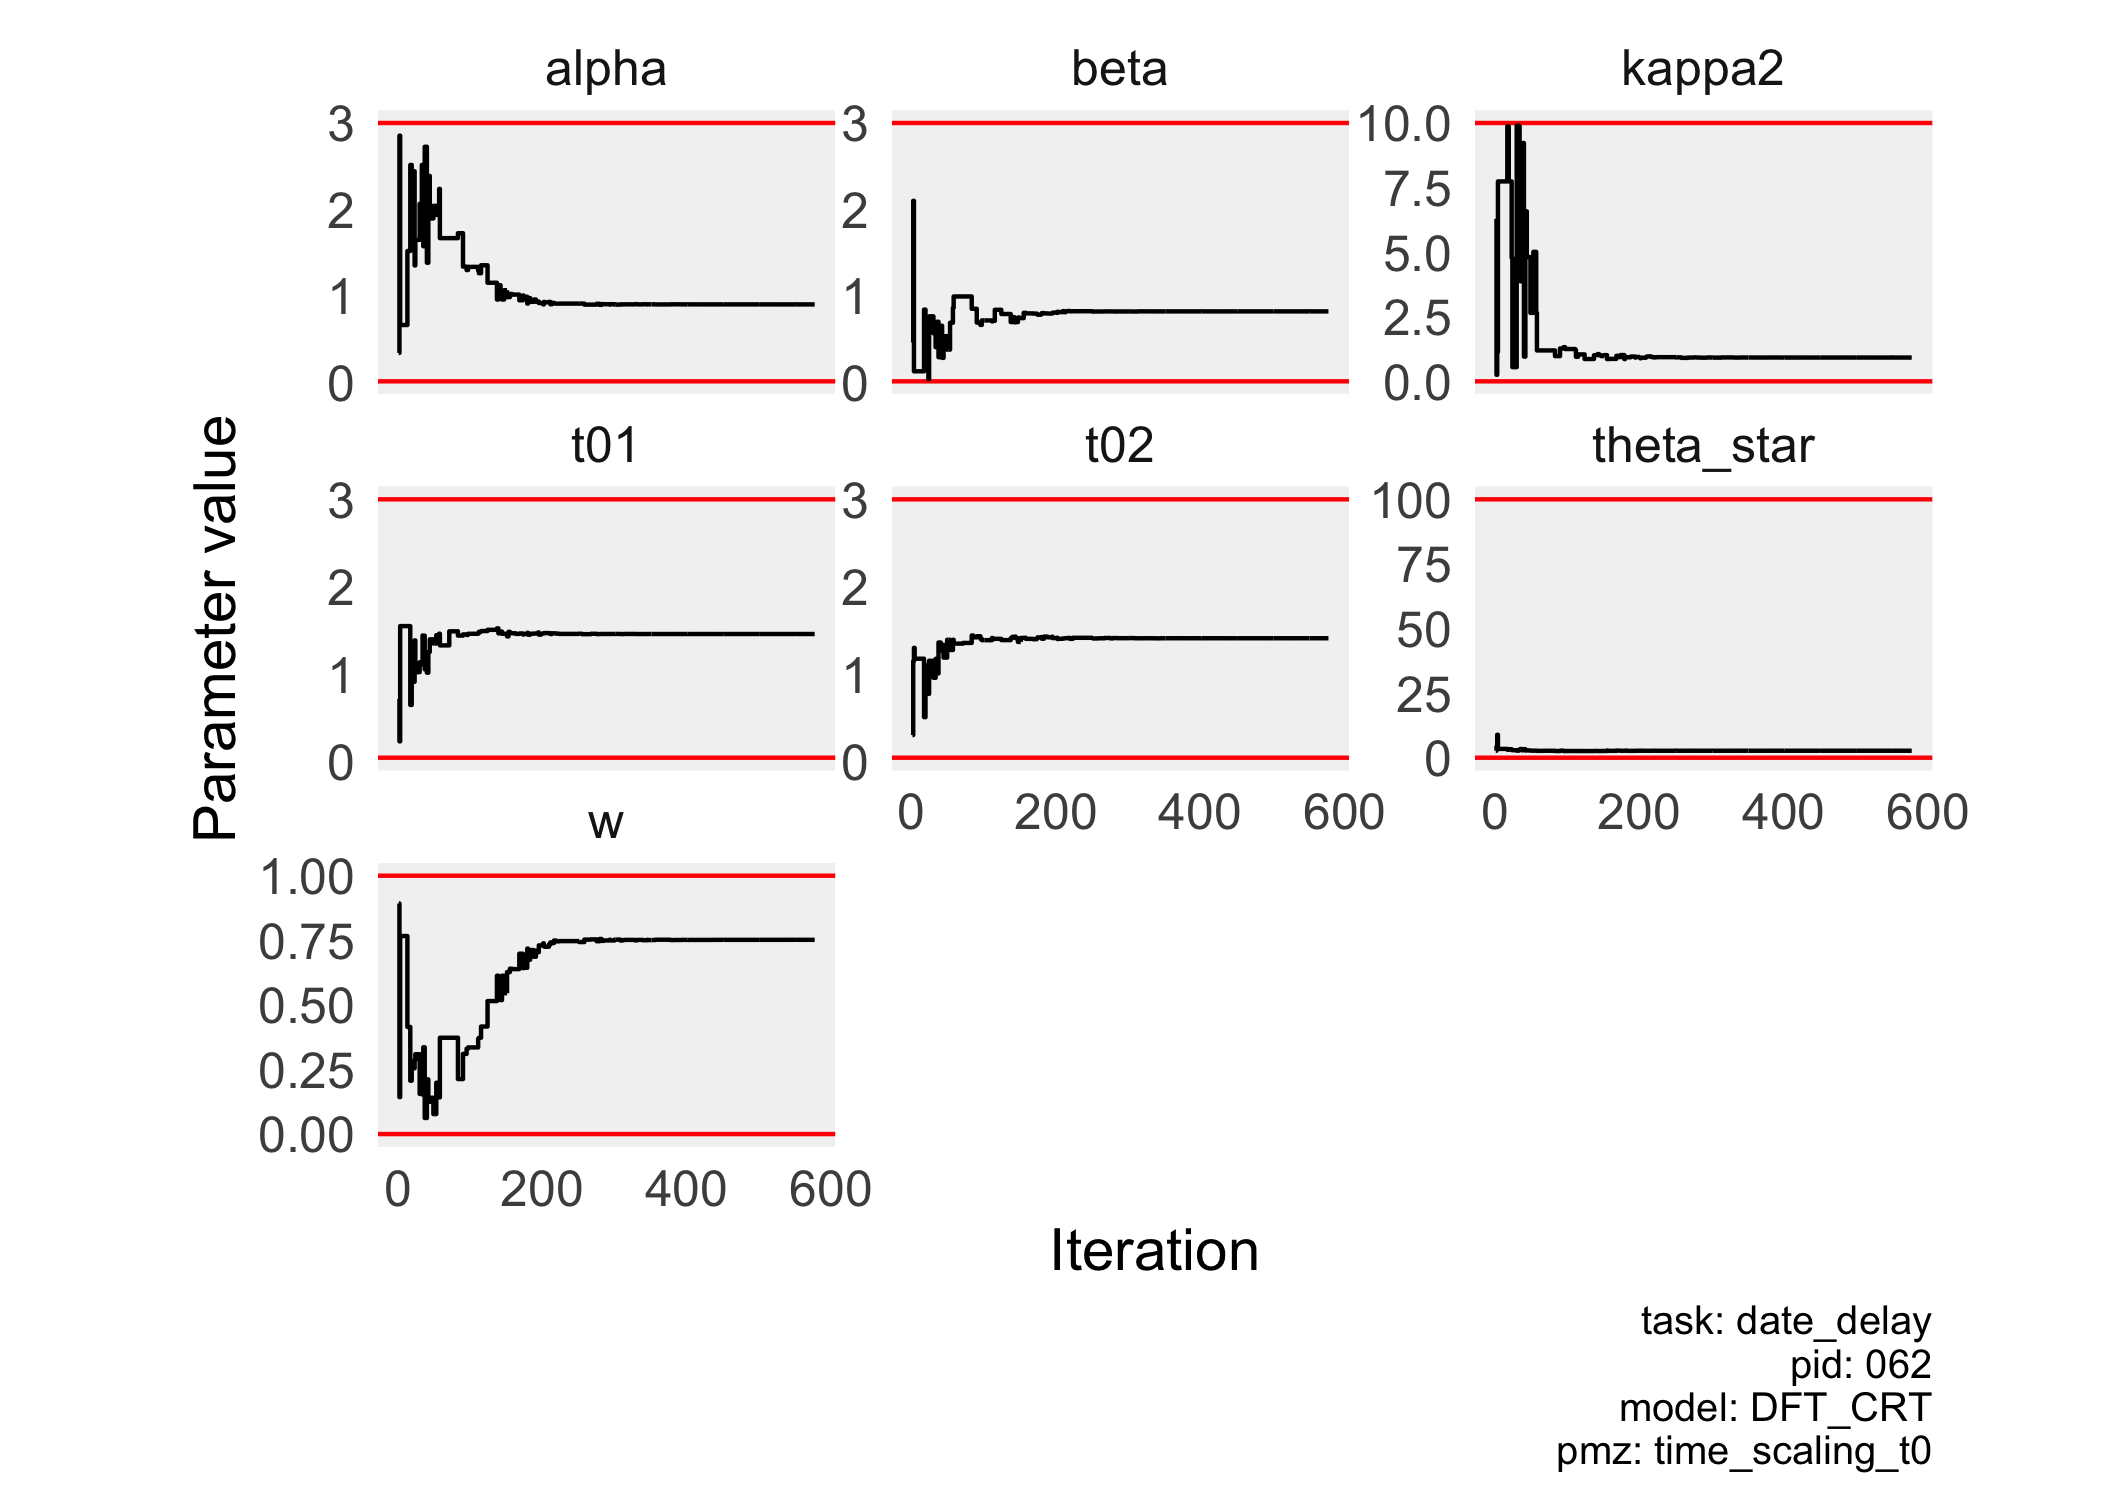 alpha
beta
kappa2
3
2
1
0
3
2
1
0
10.0
7.5
5.0
2.5
0.0
t01
t02
theta_star
3
2
1
0
3
2
1
0
100
75
50
25
0
0 200 400 600
0 200 400 600
w
1.00
0.75
0.50
0.25
0.00
0 200 400 600
Parameter value
Iteration
task: date_delay
pid: 062
model: DFT_CRT
pmz: time_scaling_t0